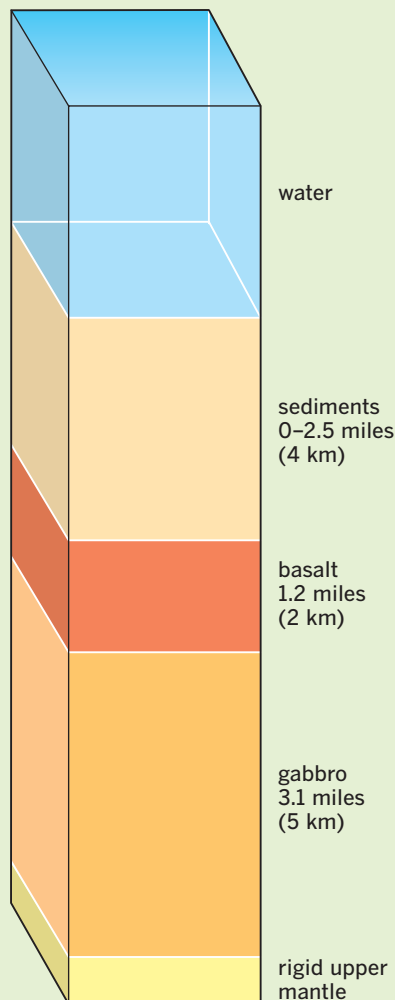 water
sediments
0–2.5 miles
(4 km)
basalt
1.2 miles
(2 km)
gabbro
3.1 miles
(5 km)
rigid upper
mantle